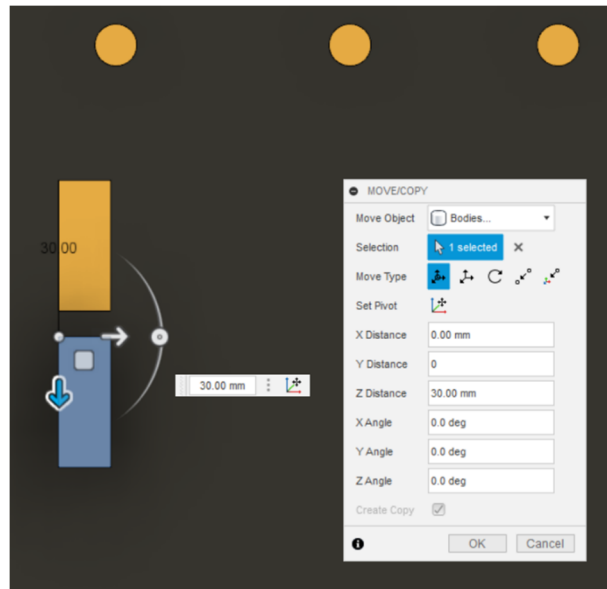 MOVE/COPY
Move Object Bodies...
Selection 1 selected
Move Type
Set Pivot
X Distance 0.00 mm
Y Distance 0
Z Distance 30.00 mm
X Angle 0.0 deg
Y Angle 0.0 deg
Z Angle 0.0 deg
Create Copy
OK Cancel
30.00
30.00 mm